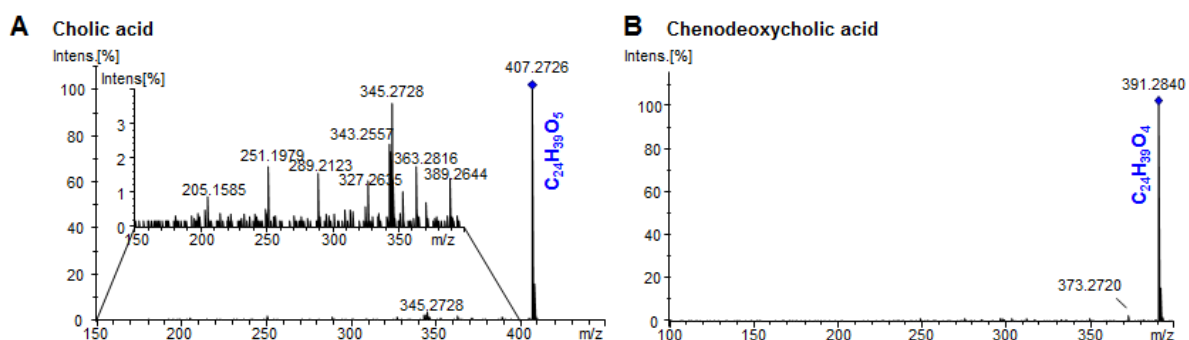 A Cholic acid
Intens.[%]
407.2726
100
80
60
40
20
0
Intens[%]
3
2
1
0
345.2728
343.2557
251.1979
289.2123
363.2816
327.2635
389.2644
205.1585
150 200 250 300 350 m/z
C24H39O5
345.2728
150 200 250 300 350 400 m/z
B Chenodeoxycholic acid
Intens.[%]
391.2840
100
80
60
40
20
0
C24H39O4
373.2720
100 150 200 250 300 350 m/z